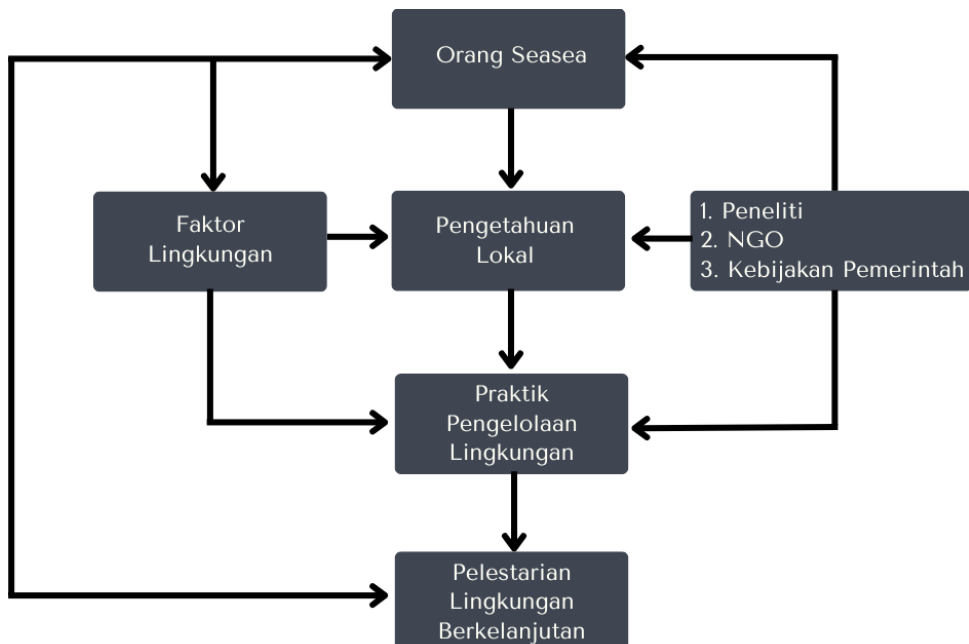 Orang Seasea
Faktor
Lingkungan
Pengetahuan
Lokal
1. Peneliti
2. NGO
3. Kebijakan Pemerintah
Praktik
Pengelolaan
Lingkungan
Pelestarian
Lingkungan
Berkelanjutan